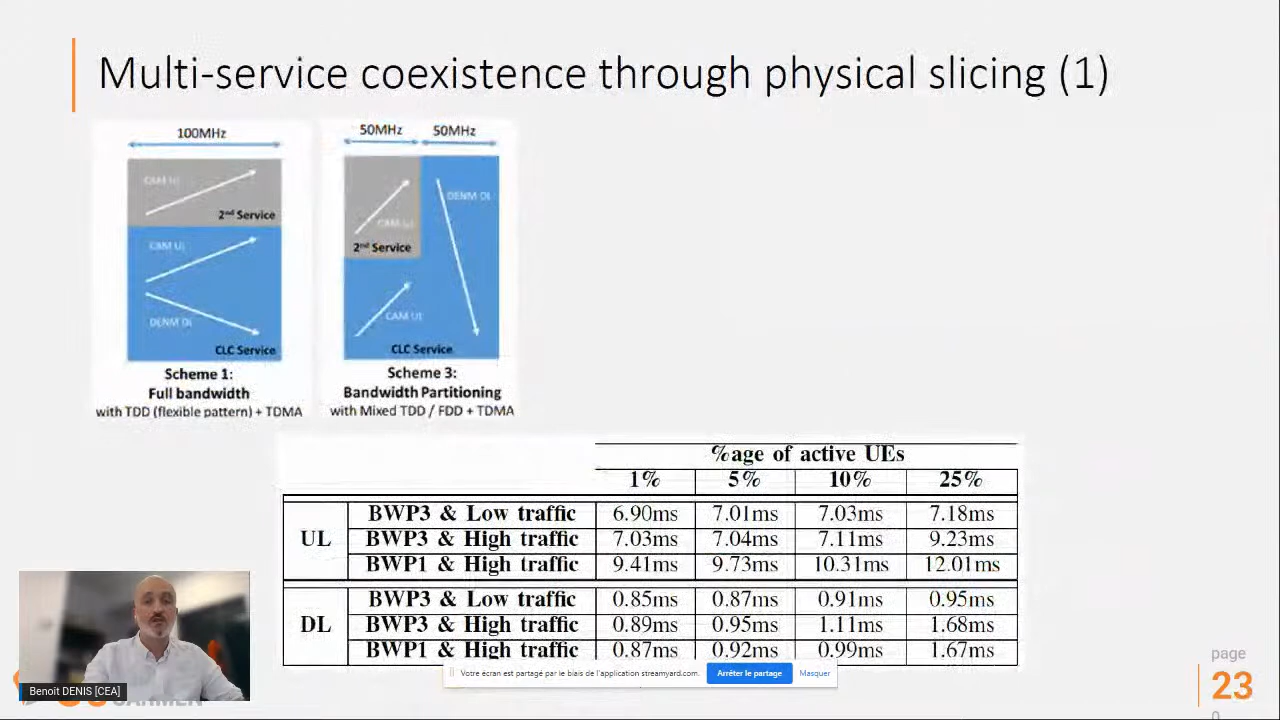 Multi-service coexistence through physical slicing (1)
100MHz
CAM UL
2nd Service
CAM UL
DENM DL
CLC Service
Scheme 1:
Full bandwidth
with TDD (flexible pattern) + TDMA
50MHz 50MHz
DENM DL
CAM UL
2nd Service
CAM UL
CLC Service
Scheme 3:
Bandwidth Partitioning
with Mixed TDD / FDD + TDMA
%age of active UEs
1% 5% 10% 25%
UL
BWP3 & Low traffic 6.90ms 7.01ms 7.03ms 7.18ms
BWP3 & High traffic 7.03ms 7.04ms 7.11ms 9.23ms
BWP1 & High traffic 9.41ms 9.73ms 10.31ms 12.01ms
DL
BWP3 & Low traffic 0.85ms 0.87ms 0.91ms 0.95ms
BWP3 & High traffic 0.89ms 0.95ms 1.11ms 1.68ms
BWP1 & High traffic 0.87ms 0.92ms 0.99ms 1.67ms
Votre écran est partagé par le biais de l'application streamyard.com. Arrêter le partage Masquer
Benoit DENIS [CEA]
page
23